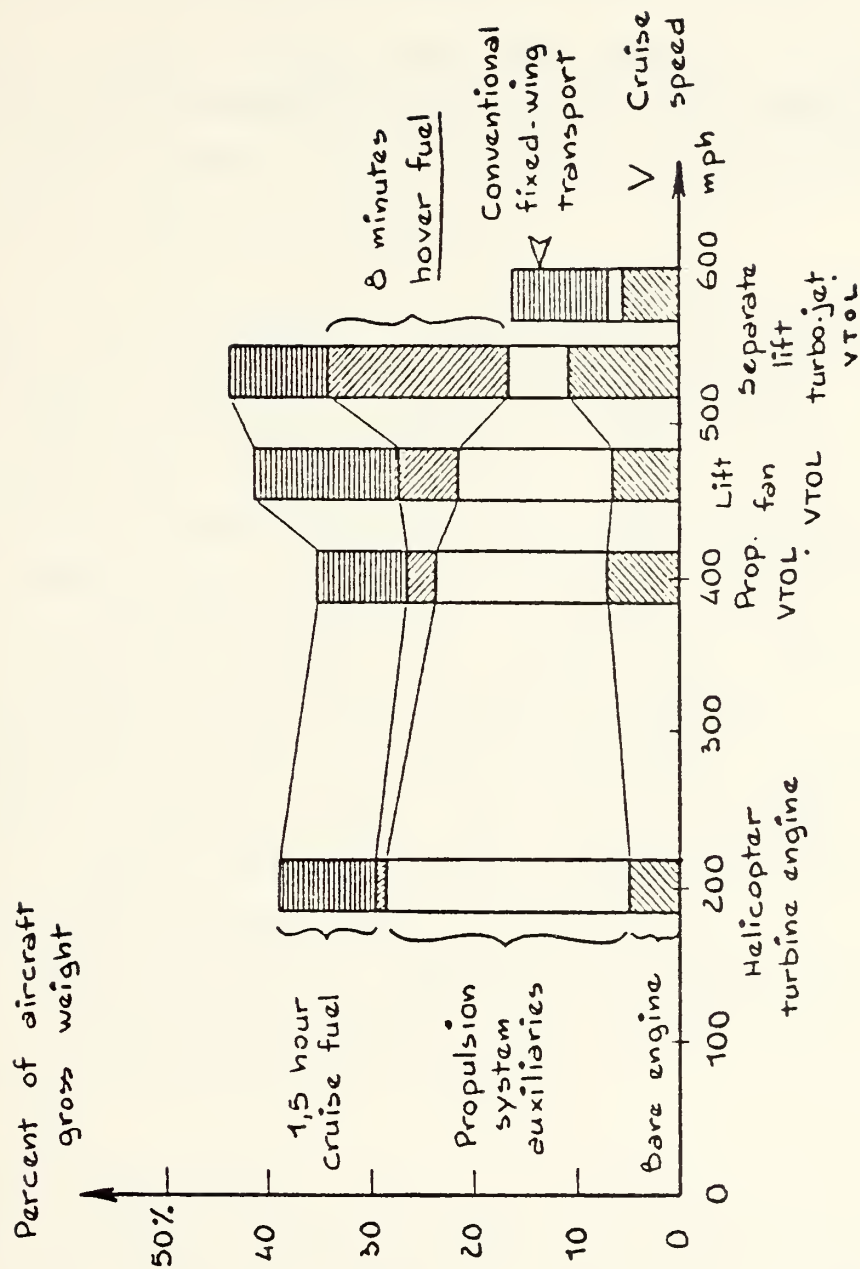 Percent of aircraft
gross weight
50%
40
30
20
10
0
1,5 hour
cruise fuel
Propulsion
system
auxiliaries
Bare engine
8 minutes
hover fuel
Conventional
fixed-wing
transport
V Cruise
speed
0
100
200
300
400
500
600
mph
Helicopter
turbine engine
Prop.
VTOL.
Lift
fan
VTOL
Separate
lift
turbo.jet
VTOL